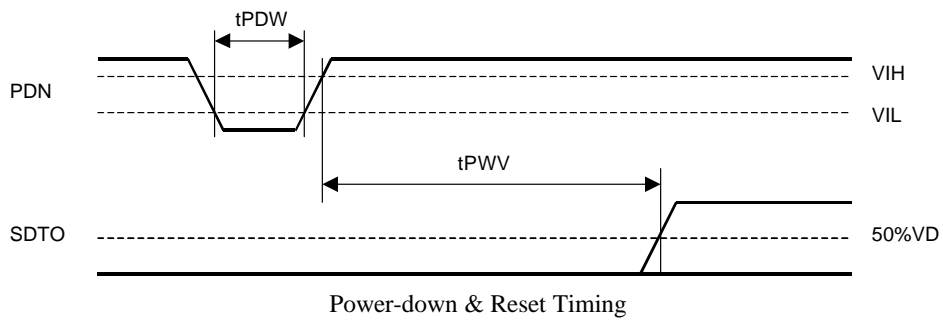 tPDW
VIH
PDN
VIL
tPWV
SDTO
50%VD
Power-down & Reset Timing